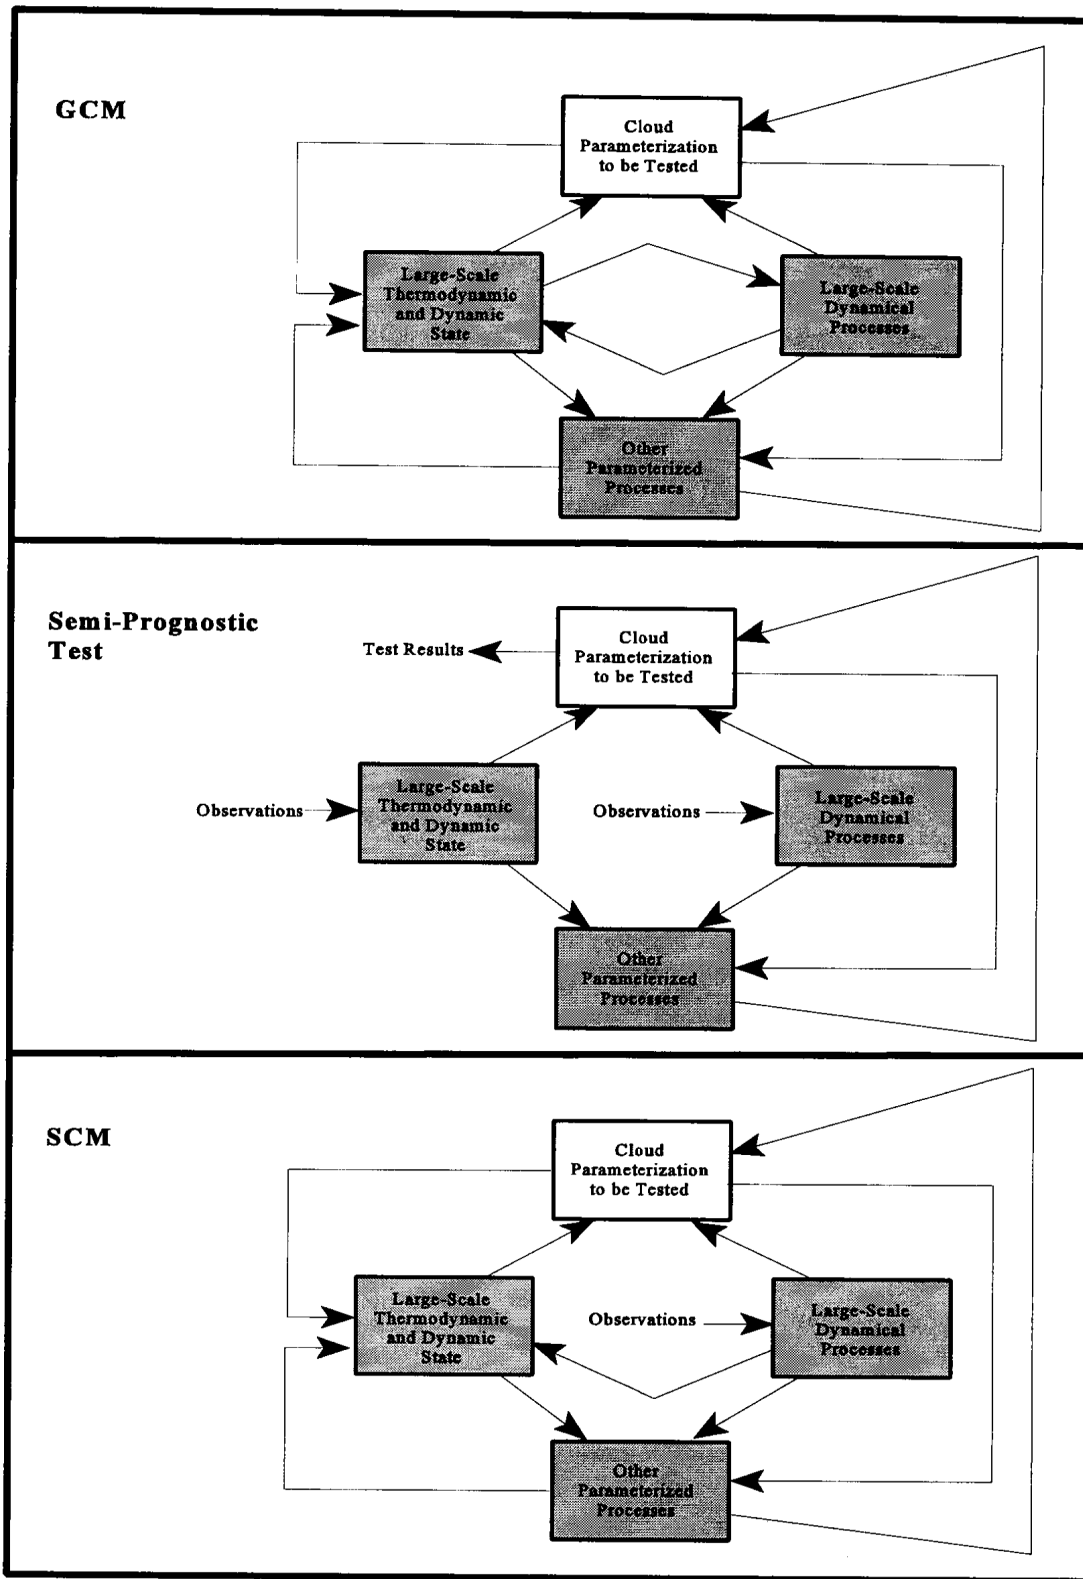 GCM
Cloud
Parameterization
to be Tested
Large-Scale
Thermodynamic
and Dynamic
State
Large-Scale
Dynamical
Processes
Other
Parameterized
Processes
Semi-Prognostic
Test
Test Results
Cloud
Parameterization
to be Tested
Observations
Large-Scale
Thermodynamic
and Dynamic
State
Observations
Large-Scale
Dynamical
Processes
Other
Parameterized
Processes
SCM
Cloud
Parameterization
to be Tested
Large-Scale
Thermodynamic
and Dynamic
State
Observations
Large-Scale
Dynamical
Processes
Other
Parameterized
Processes